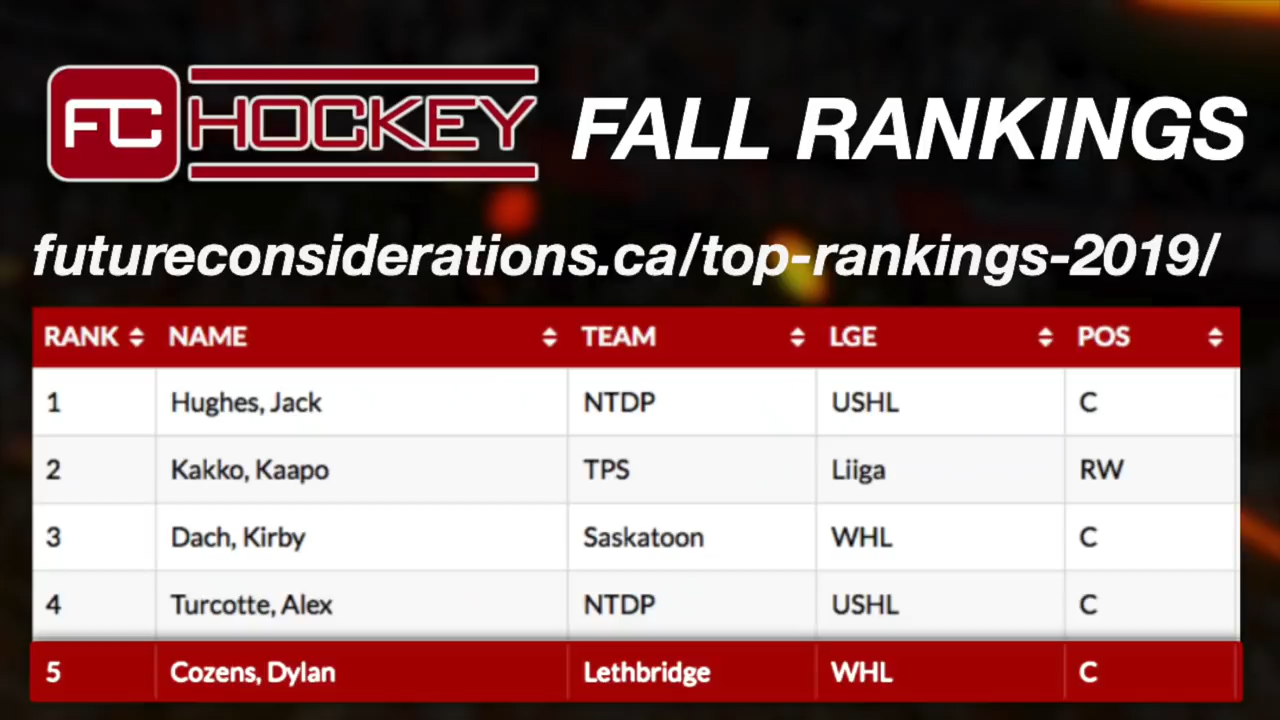 FC HOCKEY FALL RANKINGS
futureconsiderations.ca/top-rankings-2019/
RANK NAME TEAM LGE POS
1 Hughes, Jack NTDP USHL C
2 Kakko, Kaapo TPS Liiga RW
3 Dach, Kirby Saskatoon WHL C
4 Turcotte, Alex NTDP USHL C
5 Cozens, Dylan Lethbridge WHL C